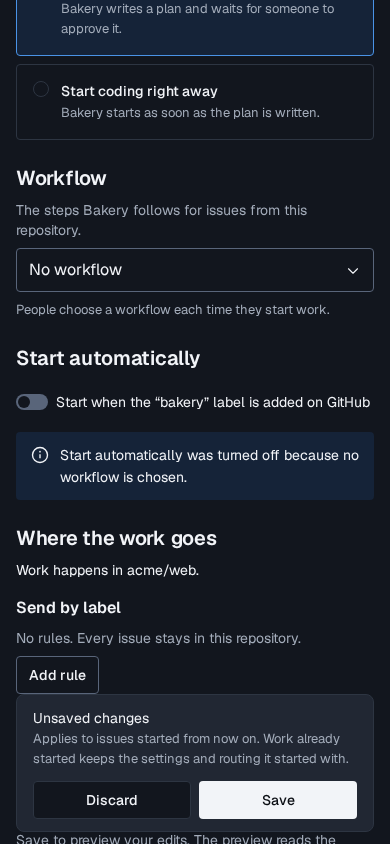 Bakery writes a plan and waits for someone to
approve it.
Start coding right away
Bakery starts as soon as the plan is written.
Workflow
The steps Bakery follows for issues from this
repository.
No workflow
People choose a workflow each time they start work.
Start automatically
Start when the “bakery” label is added on GitHub
Start automatically was turned off because no
workflow is chosen.
Where the work goes
Work happens in acme/web.
Send by label
No rules. Every issue stays in this repository.
Add rule
Unsaved changes
Applies to issues started from now on. Work already
started keeps the settings and routing it started with.
Discard
Save
Save to preview your edits. The preview reads the